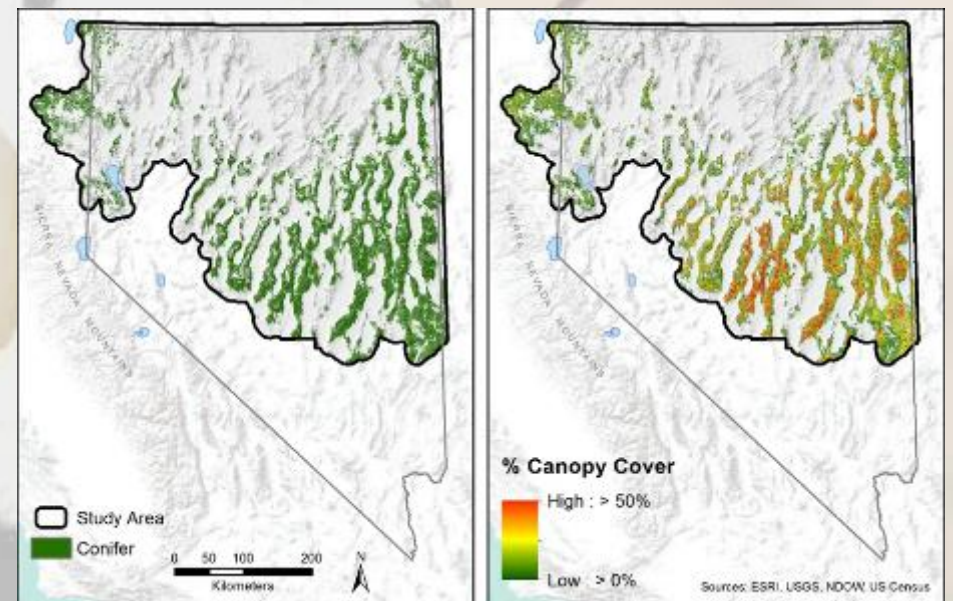 SIERRA NEVADA MOUNTAINS
Study Area
Conifer
0 50 100 200
Kilometers
N
SIERRA NEVADA MOUNTAINS
% Canopy Cover
High : > 50%
Low : > 0%
Sources: ESRI, USGS, NDOW, US Census